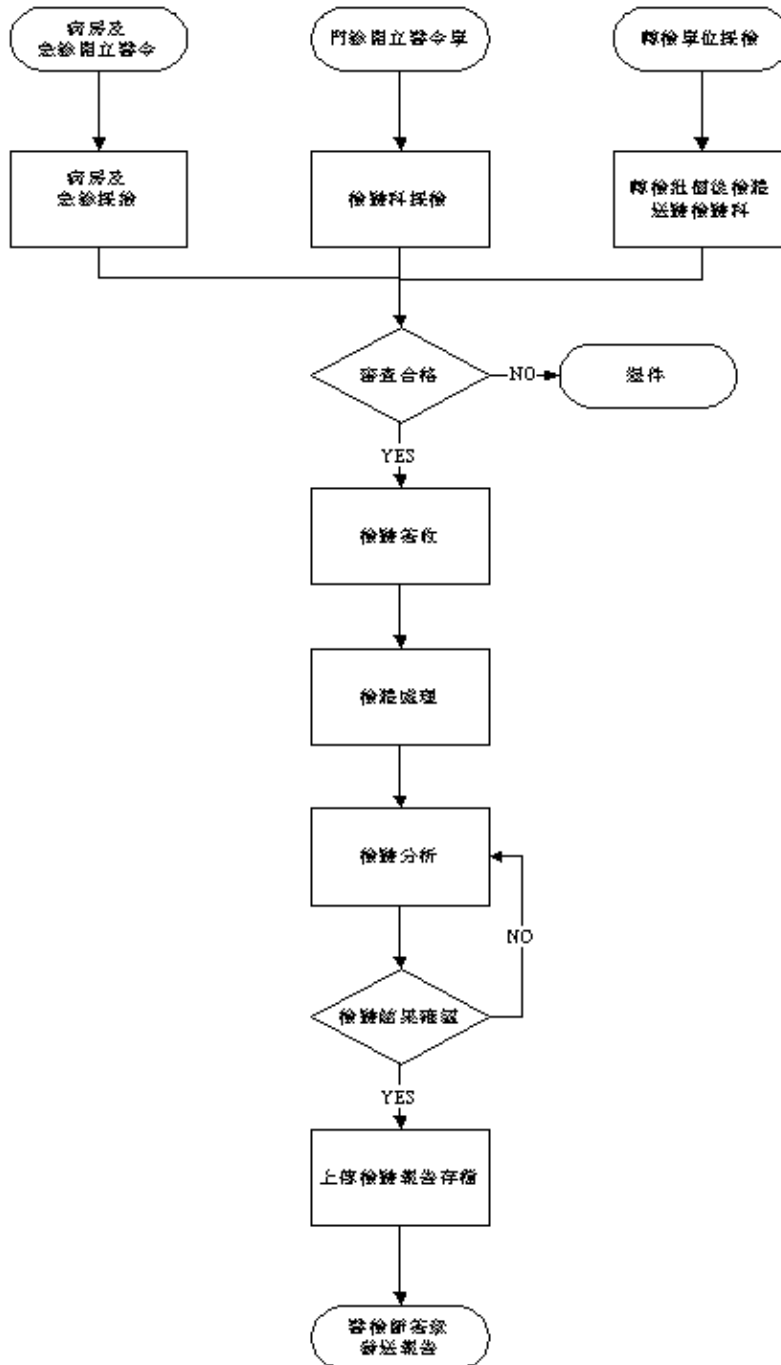 病房及
急診開立醫令
門診開立醫令單
轉檢單位採檢
病房及
急診採檢
檢驗科採檢
轉檢批價後檢體
送驗檢驗科
審查合格
NO
退件
YES
檢驗簽收
檢體處理
檢驗分析
NO
檢驗結果確認
YES
上傳檢驗報告存檔
醫檢師簽章
發送報告